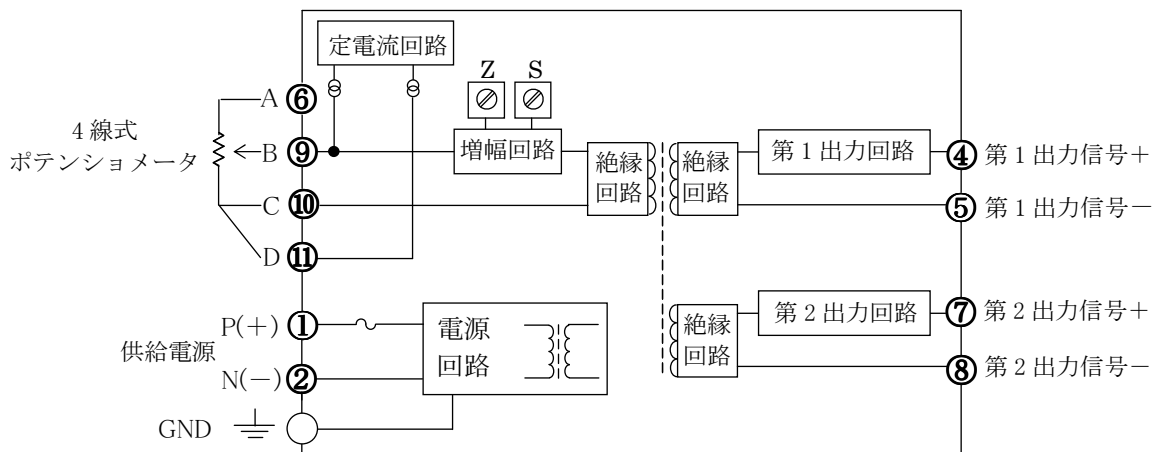 定電流回路
Z S
A ⑥
4 線式
ポテンショメータ
B ⑨
増幅回路
絶縁
回路
絶縁
回路
第 1 出力回路
④ 第 1 出力信号+
C ⑩
⑤ 第 1 出力信号−
D ⑪
P(+) ①
供給電源
N(−) ②
電源
回路
絶縁
回路
第 2 出力回路
⑦ 第 2 出力信号+
⑧ 第 2 出力信号−
GND